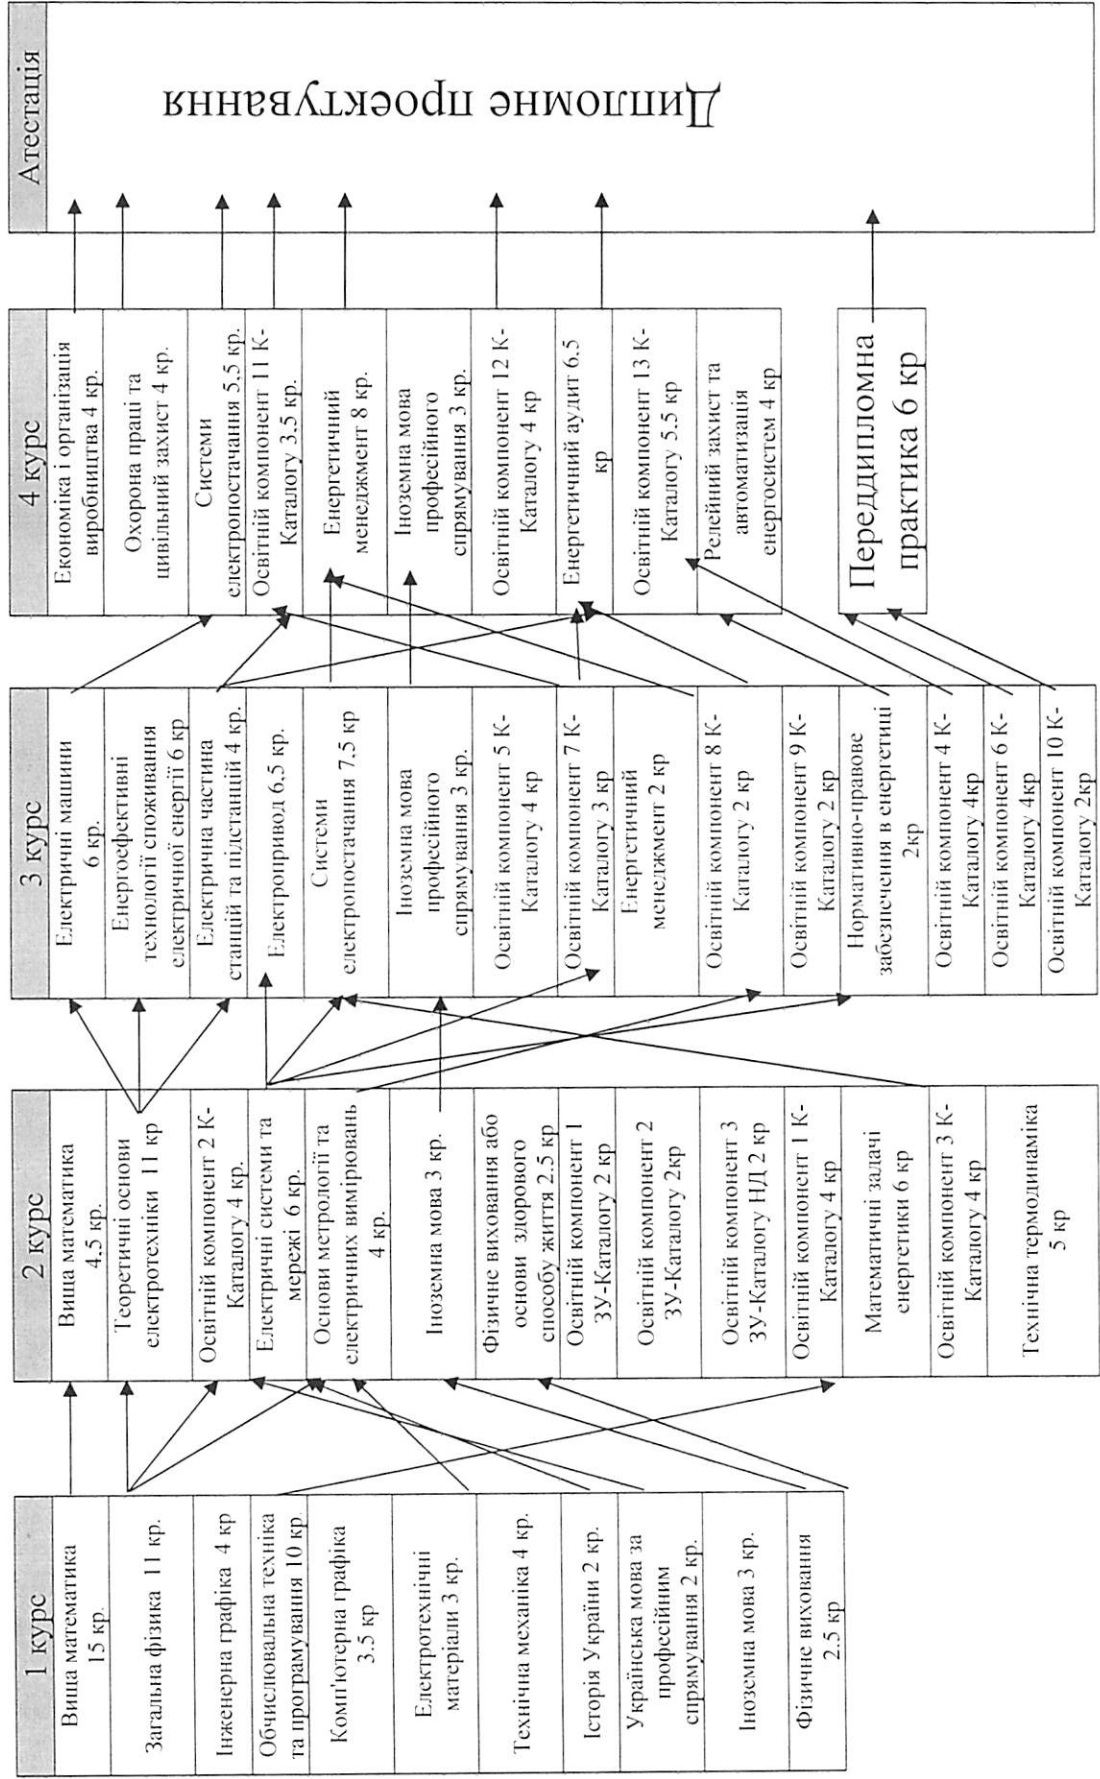 1 курс
Вища математика
15 кр.
Загальна фізика 11 кр.
Інженерна графіка 4 кр
Обчислювальна техніка
та програмування 10 кр.
Комп'ютерна графіка
3.5 кр
Електротехнічні
матеріали 3 кр.
Технічна механіка 4 кр.
Історія України 2 кр.
Українська мова за
професійним
спрямування 2 кр.
Іноземна мова 3 кр.
Фізичне виховання
2.5 кр
2 курс
Вища математика
4.5 кр.
Теоретичні основи
електротехніки 11 кр
Освітній компонент 2 К-
Каталогу 4 кр.
Електричні системи та
мережі 6 кр.
Основи метрології та
електричних вимірювань
4 кр.
Іноземна мова 3 кр.
Фізичне виховання або
основи здорового
способу життя 2.5 кр
Освітній компонент 1
ЗУ-Каталогу 2 кр
Освітній компонент 2
ЗУ-Каталогу 2кр
Освітній компонент 3
ЗУ-Каталогу НД 2 кр
Освітній компонент 1 К-
Каталогу 4 кр
Математичні задачі
енергетики 6 кр
Освітній компонент 3 К-
Каталогу 4 кр
Технічна термодинаміка
5 кр
3 курс
Електричні машини
6 кр.
Енергоефективні
технології споживання
електричної енергії 6 кр
Електрична частина
станцій та підстанцій 4 кр.
Електропривод 6.5 кр.
Системи
електропостачання 7.5 кр
Іноземна мова
професійного
спрямування 3 кр.
Освітній компонент 5 К-
Каталогу 4 кр
Освітній компонент 7 К-
Каталогу 3 кр
Енергетичний
менеджмент 2 кр
Освітній компонент 8 К-
Каталогу 2 кр
Освітній компонент 9 К-
Каталогу 2 кр
Нормативно-правове
забезпечення в енергетиці
2кр
Освітній компонент 4 К-
Каталогу 4кр
Освітній компонент 6 К-
Каталогу 4кр
Освітній компонент 10 К-
Каталогу 2кр
4 курс
Економіка і організація
виробництва 4 кр.
Охорона праці та
цивільний захист 4 кр.
Системи
електропостачання 5.5 кр.
Освітній компонент 11 К-
Каталогу 3.5 кр.
Енергетичний
менеджмент 8 кр.
Іноземна мова
професійного
спрямування 3 кр.
Освітній компонент 12 К-
Каталогу 4 кр
Енергетичний аудит 6.5
кр
Освітній компонент 13 К-
Каталогу 5.5 кр
Релейний захист та
автоматизація
енергосистем 4 кр
Передипломна
практика 6 кр
Атестація
Дипломне проектування